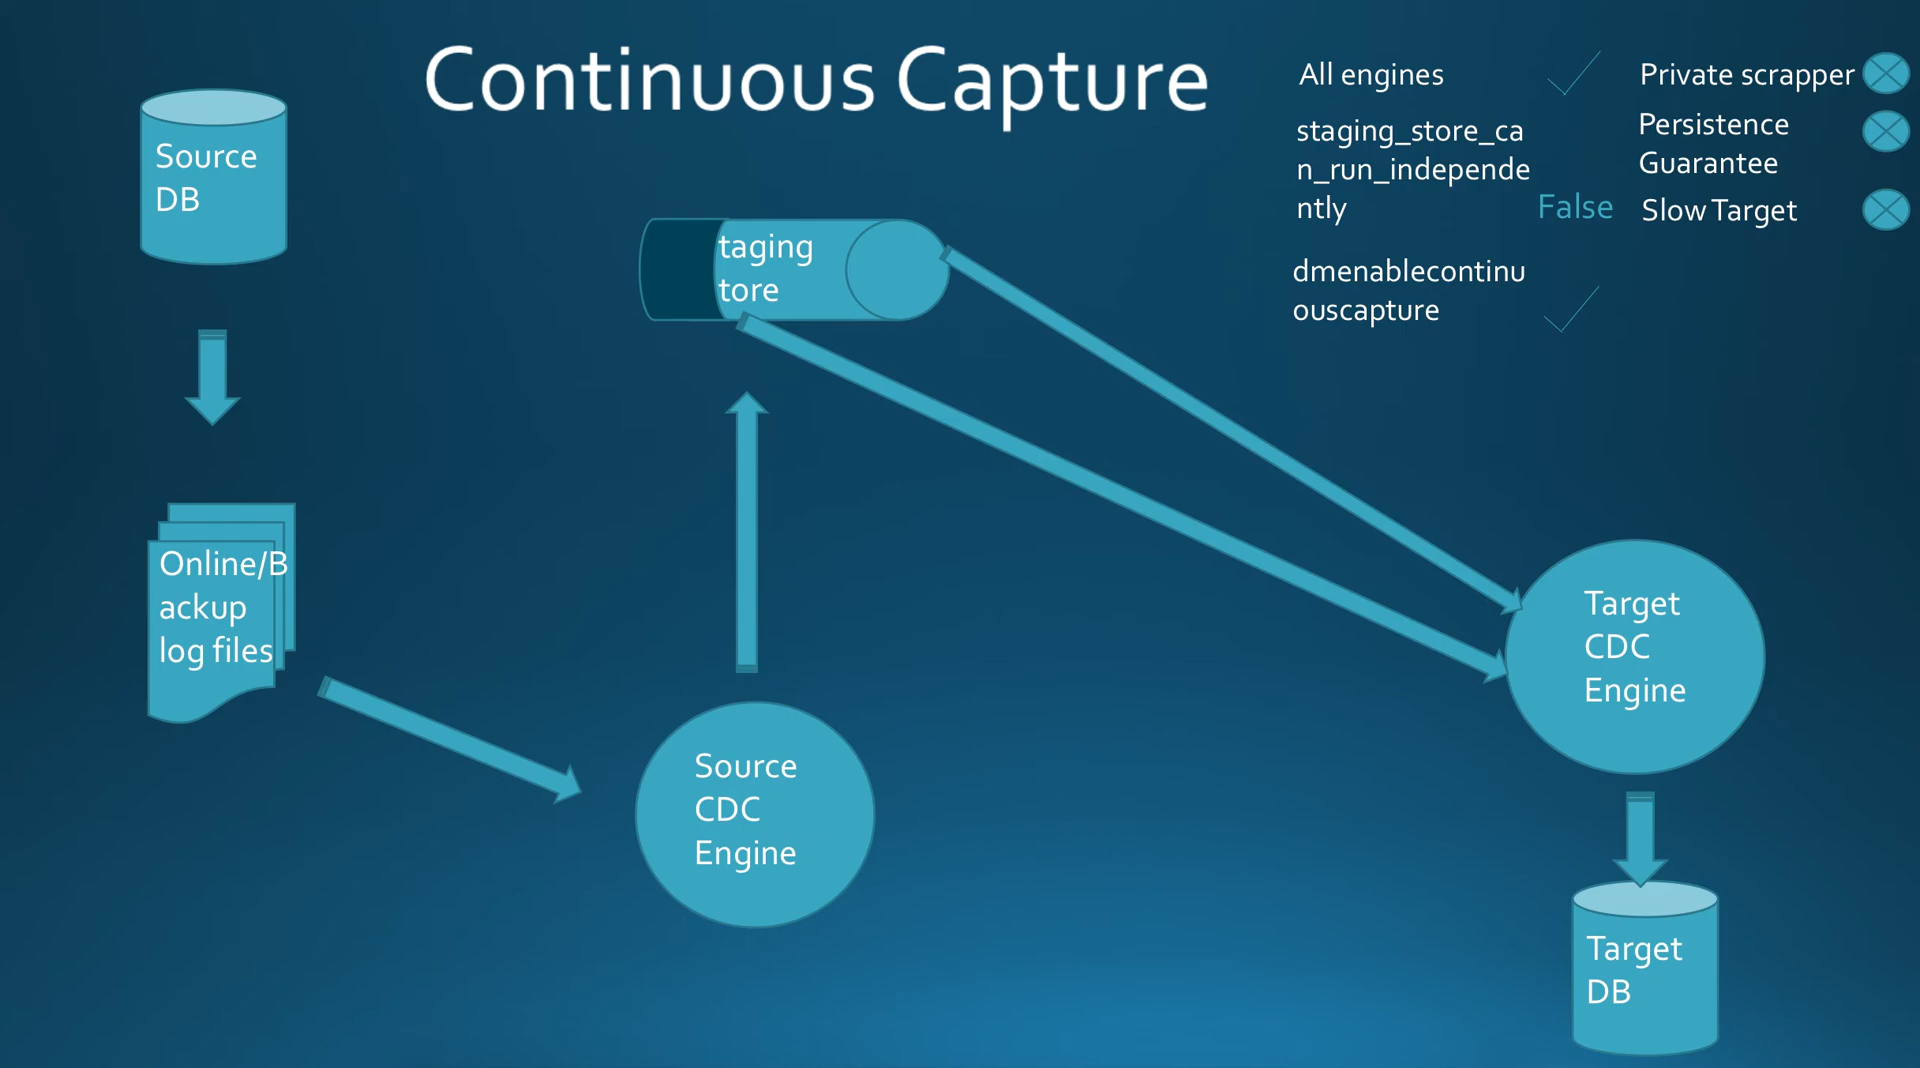 Continuous Capture
All engines
staging_store_ca
n_run_independe
ntly
False
dmenablecontinu
ouscapture
Private scrapper
Persistence
Guarantee
Slow Target
Source
DB
taging
tore
Online/B
ackup
log files
Source
CDC
Engine
Target
CDC
Engine
Target
DB